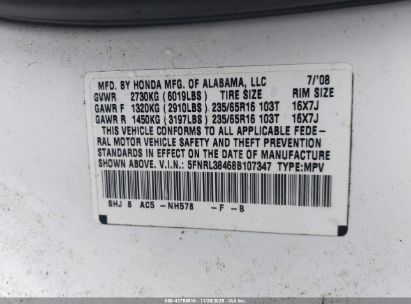 MFD. BY HONDA MFG. OF ALABAMA, LLC 7/'08
GVWR 2730KG (6019LBS) TIRE SIZE RIM SIZE
GAWR F 1320KG (2910LBS) 235/65R16 103T 16X7J
GAWR R 1450KG (3197LBS) 235/65R16 103T 16X7J
THIS VEHICLE CONFORMS TO ALL APPLICABLE FEDE-
RAL MOTOR VEHICLE SAFETY AND THEFT PREVENTION
STANDARDS IN EFFECT ON THE DATE OF MANUFACTURE
SHOWN ABOVE. V.I.N.: 5FNRL38468B107347 TYPE:MPV
SHJ 8 AC5 -NH578 -F -B